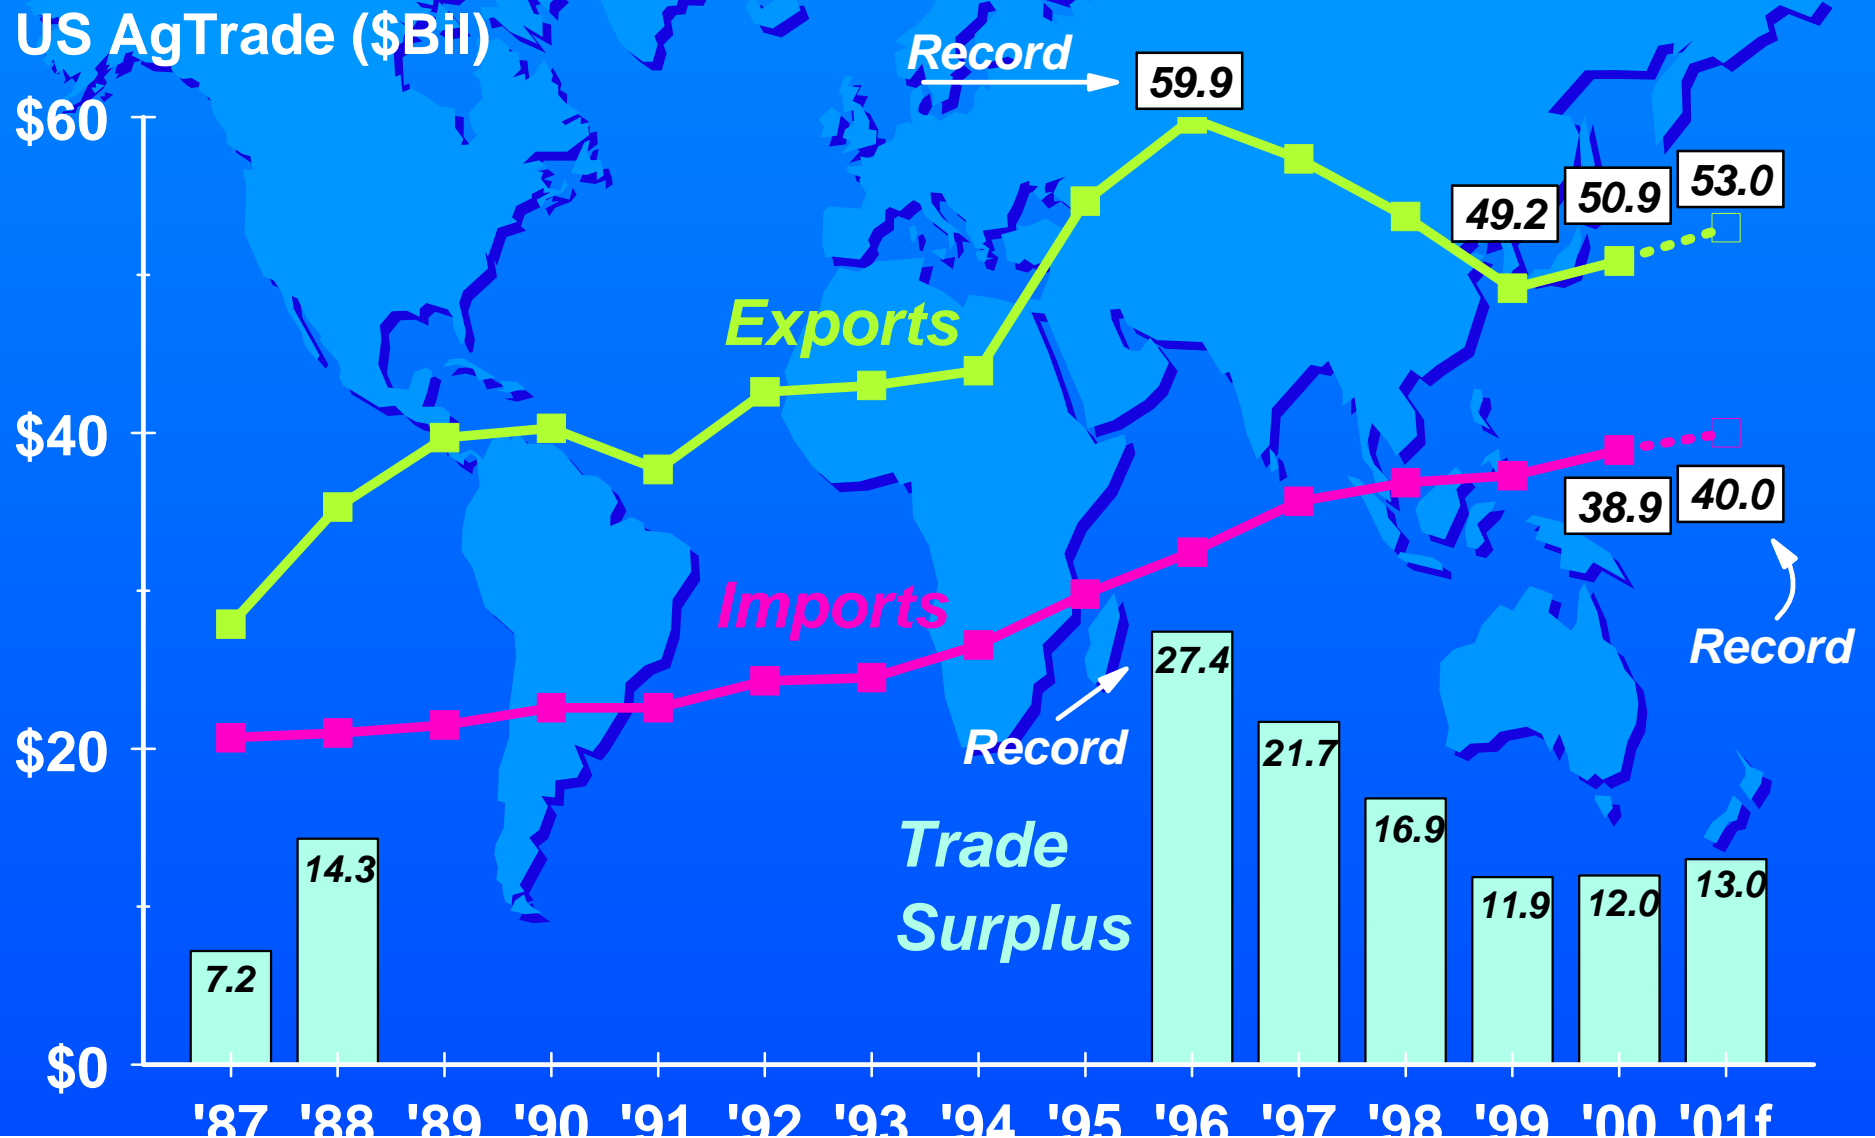 US AgTrade ($Bil)
Record
59.9
$60
53.0
50.9
49.2
Exports
$40
40.0
38.9
Imports
Record
27.4
Record
$20
21.7
16.9
Trade
Surplus
14.3
13.0
12.0
11.9
7.2
$0
'87 '88 '89 '90 '91 '92 '93 '94 '95 '96 '97 '98 '99 '00 '01f